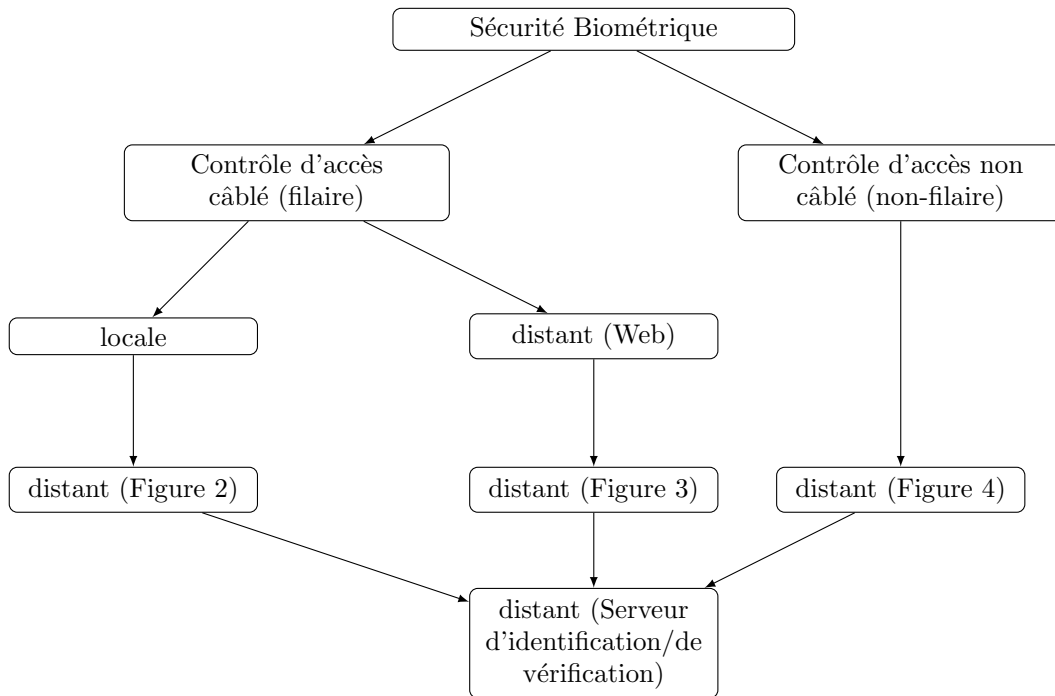 Sécurité Biométrique
Contrôle d'accès
câblé (filaire)
Contrôle d'accès non
câblé (non-filaire)
locale
distant (Web)
distant (Figure 2)
distant (Figure 3)
distant (Figure 4)
distant (Serveur
d'identification/de
vérification)